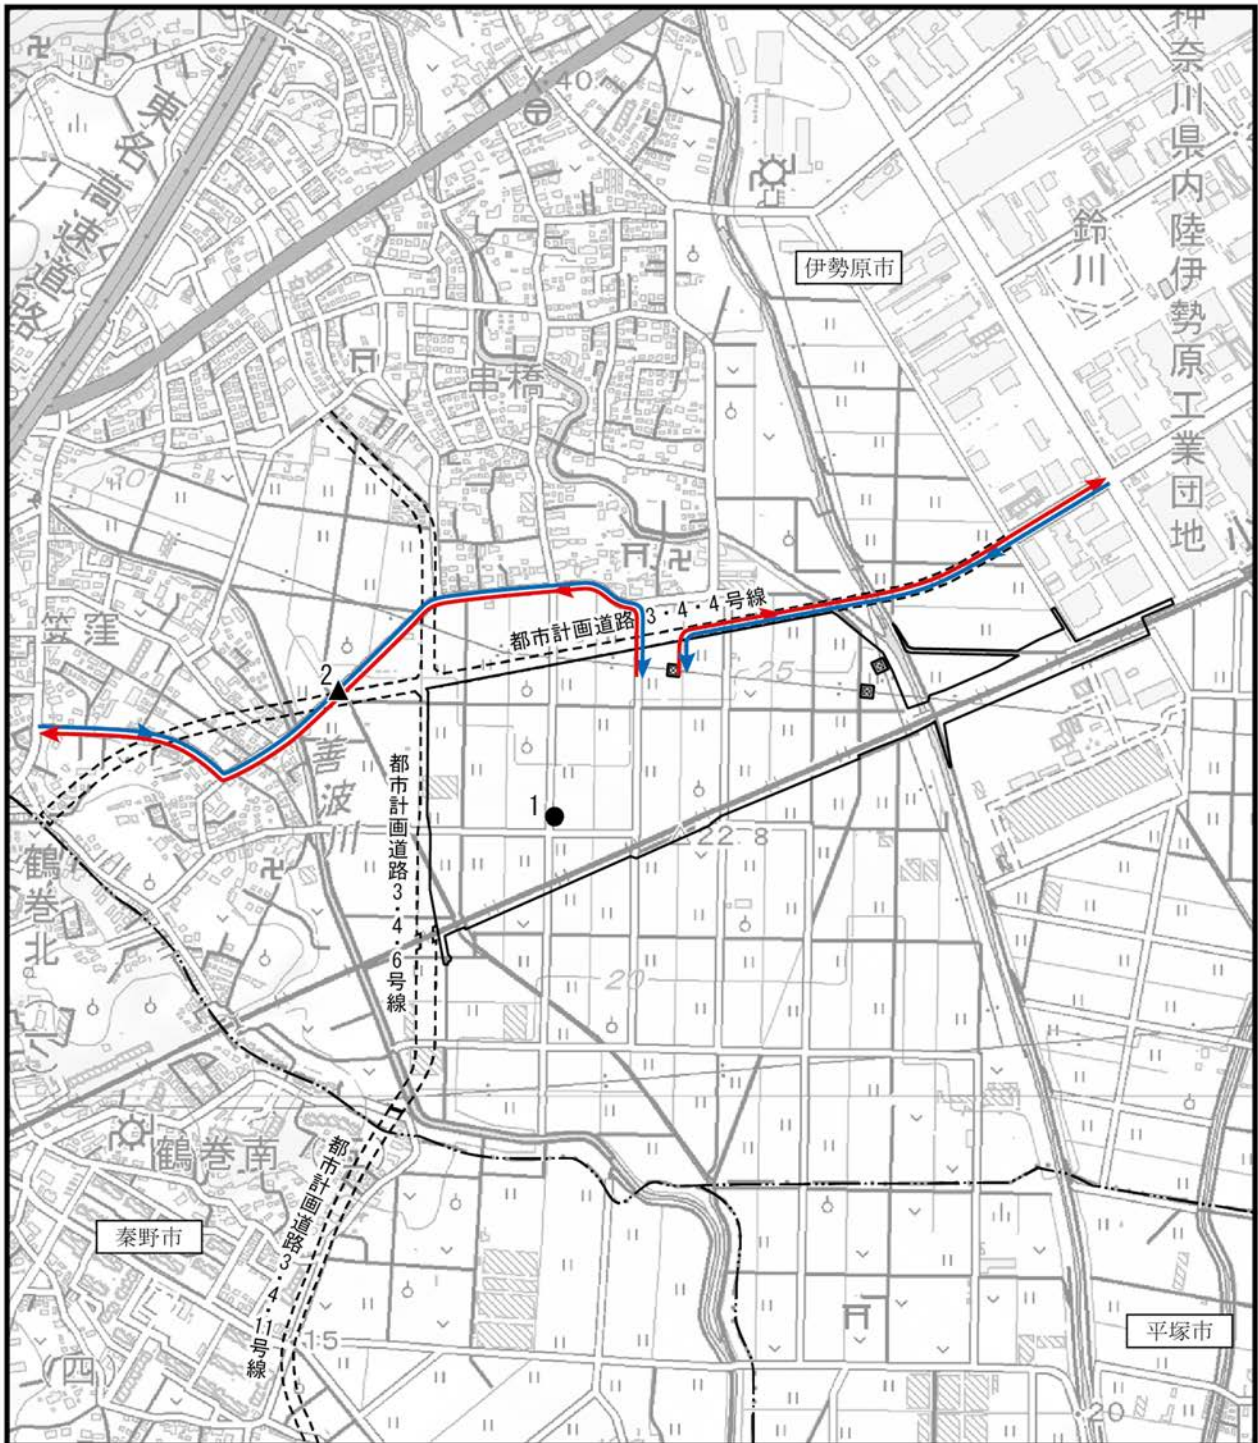 神奈川県内陸伊勢原工業団地
東名高速道路
40
鈴川
伊勢原市
串橋
30
笠窪
都市計画道路3・4・4号線
25
2
善波川
都市計画道路3・4・6号線
1
22.8
鶴巻北
20
鶴巻南
都市計画道路3・4・11号線
秦野市
15
平塚市
(四)
20